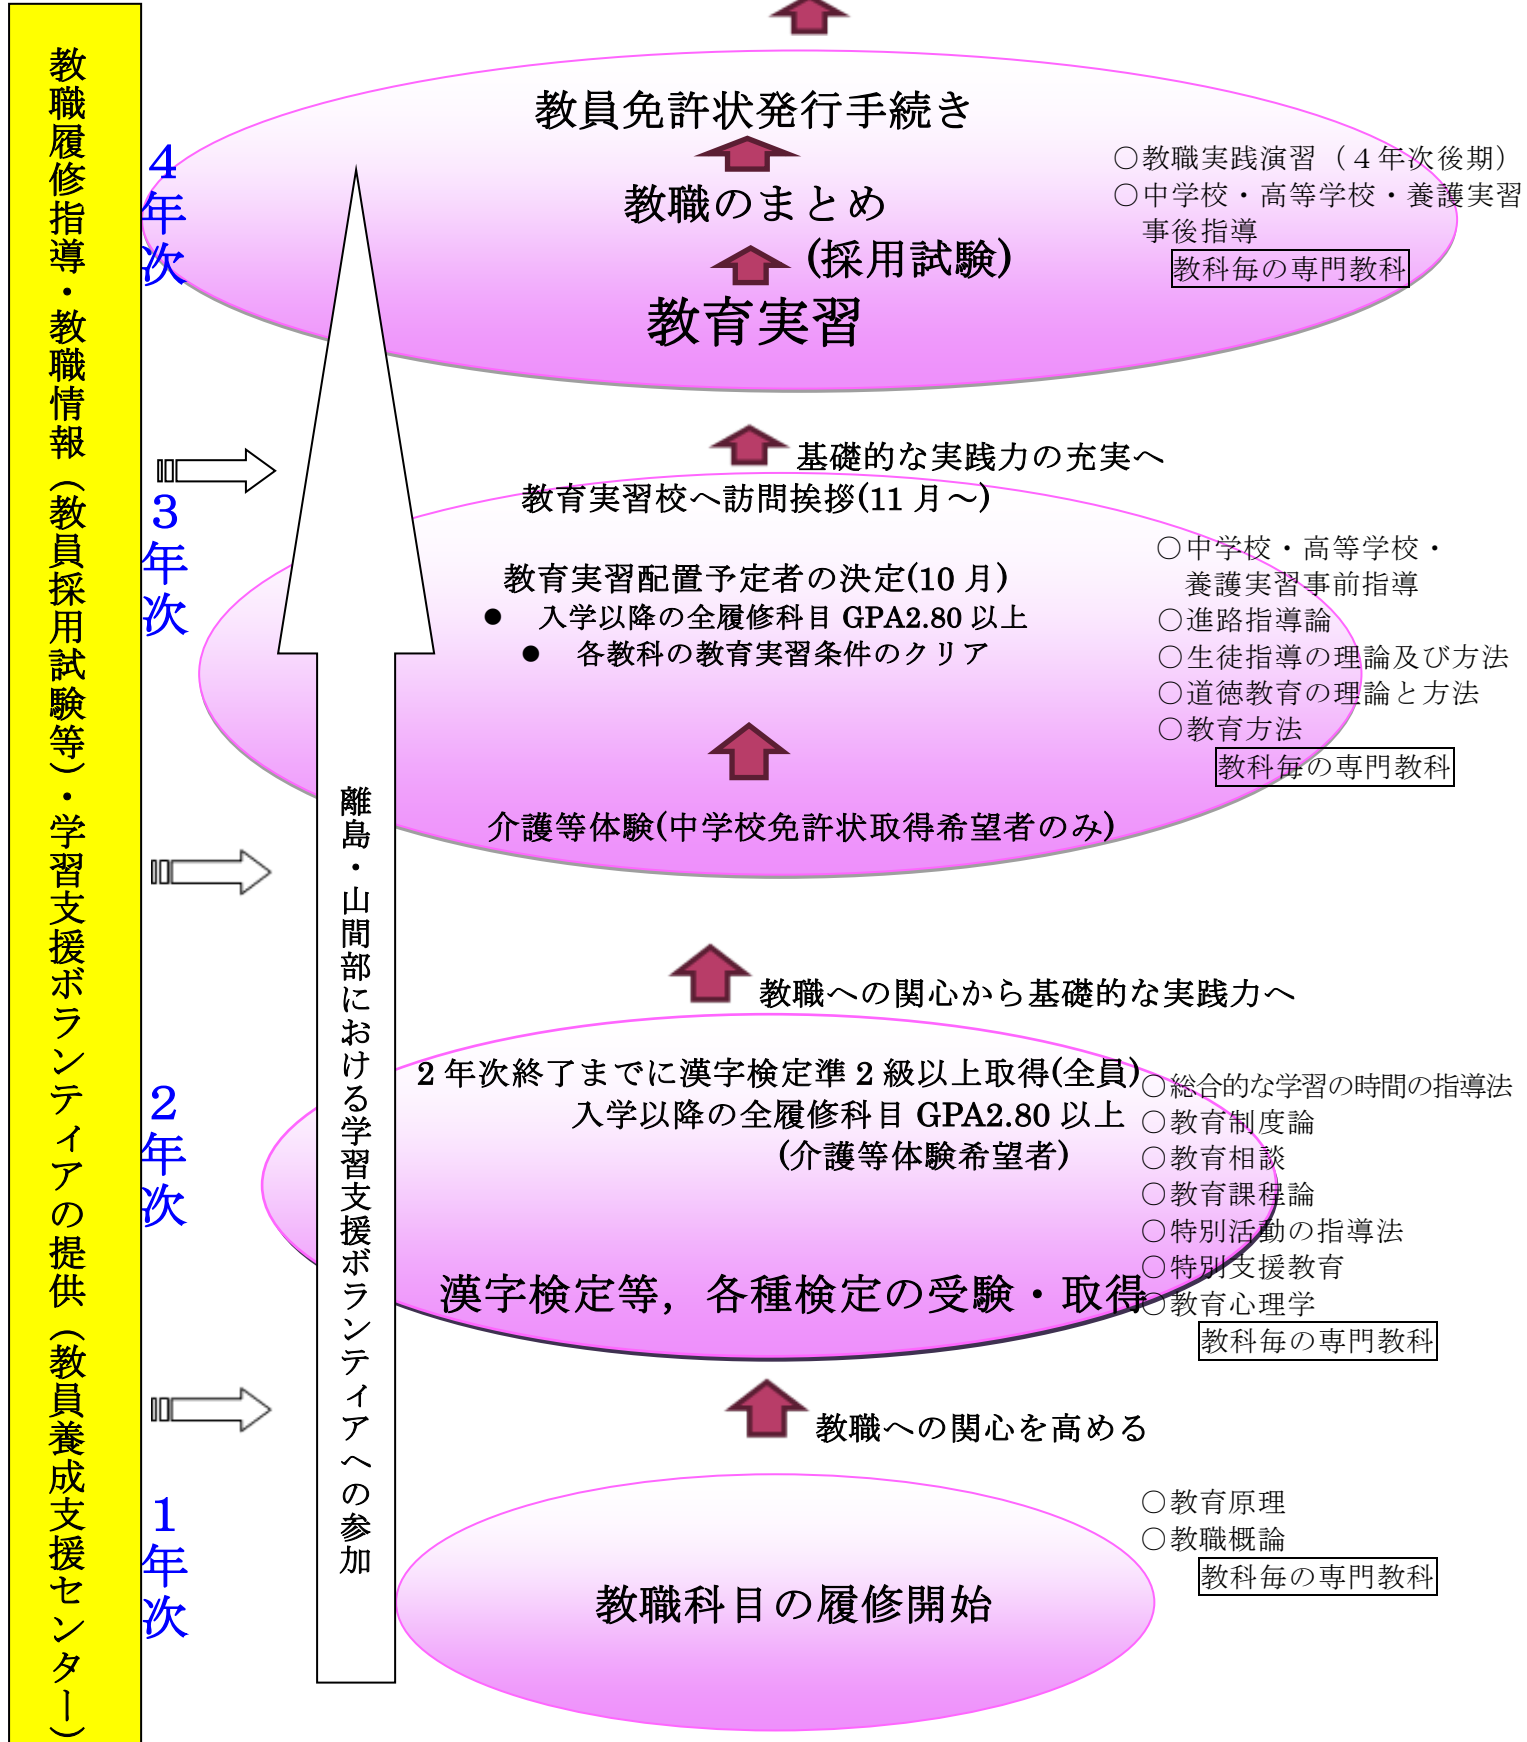 教職履修指導・教職情報（教員採用試験等）・学習支援ボランティアの提供（教員養成支援センター）
4年次
教員免許状発行手続き
教職のまとめ
(採用試験)
教育実習
○教職実践演習（４年次後期）
○中学校・高等学校・養護実習
事後指導
教科毎の専門教科
基礎的な実践力の充実へ
3年次
教育実習校へ訪問挨拶(11 月～)
教育実習配置予定者の決定(10 月)
● 入学以降の全履修科目 GPA2.80 以上
● 各教科の教育実習条件のクリア
介護等体験(中学校免許状取得希望者のみ)
○中学校・高等学校・
養護実習事前指導
○進路指導論
○生徒指導の理論及び方法
○道徳教育の理論と方法
○教育方法
教科毎の専門教科
離島・山間部における学習支援ボランティアへの参加
教職への関心から基礎的な実践力へ
2年次
2 年次終了までに漢字検定準 2 級以上取得(全員)
入学以降の全履修科目 GPA2.80 以上
(介護等体験希望者)
漢字検定等，各種検定の受験・取得
○総合的な学習の時間の指導法
○教育制度論
○教育相談
○教育課程論
○特別活動の指導法
○特別支援教育
○教育心理学
教科毎の専門教科
教職への関心を高める
1年次
教職科目の履修開始
○教育原理
○教職概論
教科毎の専門教科